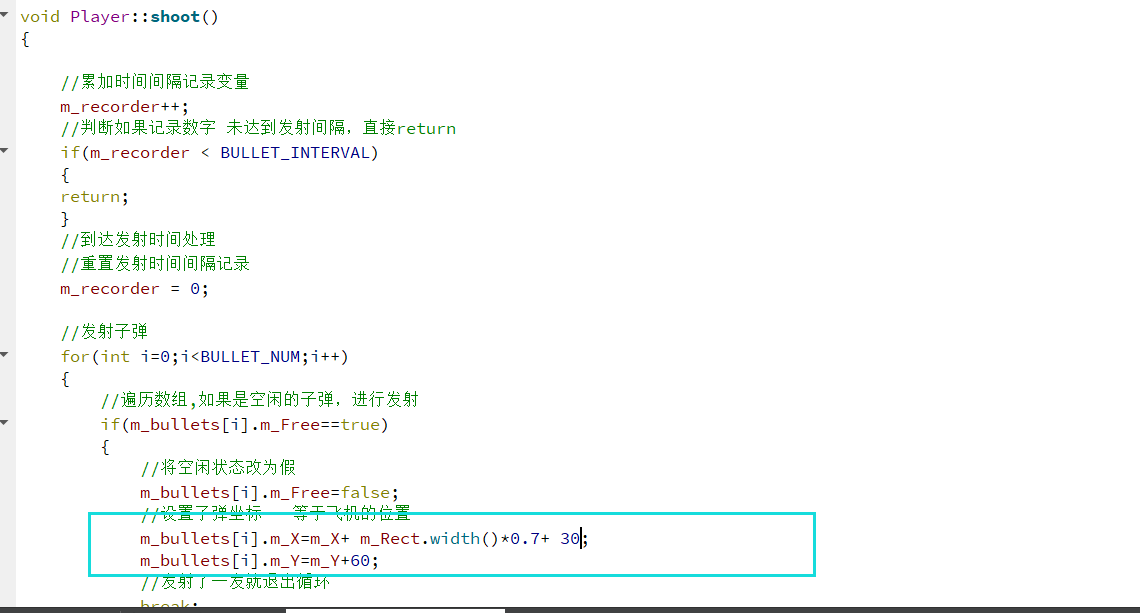 void Player::shoot()
{
//累加时间间隔记录变量
m_recorder++;
//判断如果记录数字 未达到发射间隔，直接return
if(m_recorder < BULLET_INTERVAL)
{
return;
}
//到达发射时间处理
//重置发射时间间隔记录
m_recorder = 0;
//发射子弹
for(int i=0;i<BULLET_NUM;i++)
{
//遍历数组,如果是空闲的子弹，进行发射
if(m_bullets[i].m_Free==true)
{
//将空闲状态改为假
m_bullets[i].m_Free=false;
//设置子弹坐标 等于飞机的位置
m_bullets[i].m_X=m_X+ m_Rect.width()*0.7+ 30;
m_bullets[i].m_Y=m_Y+60;
//发射了一发就退出循环
break;